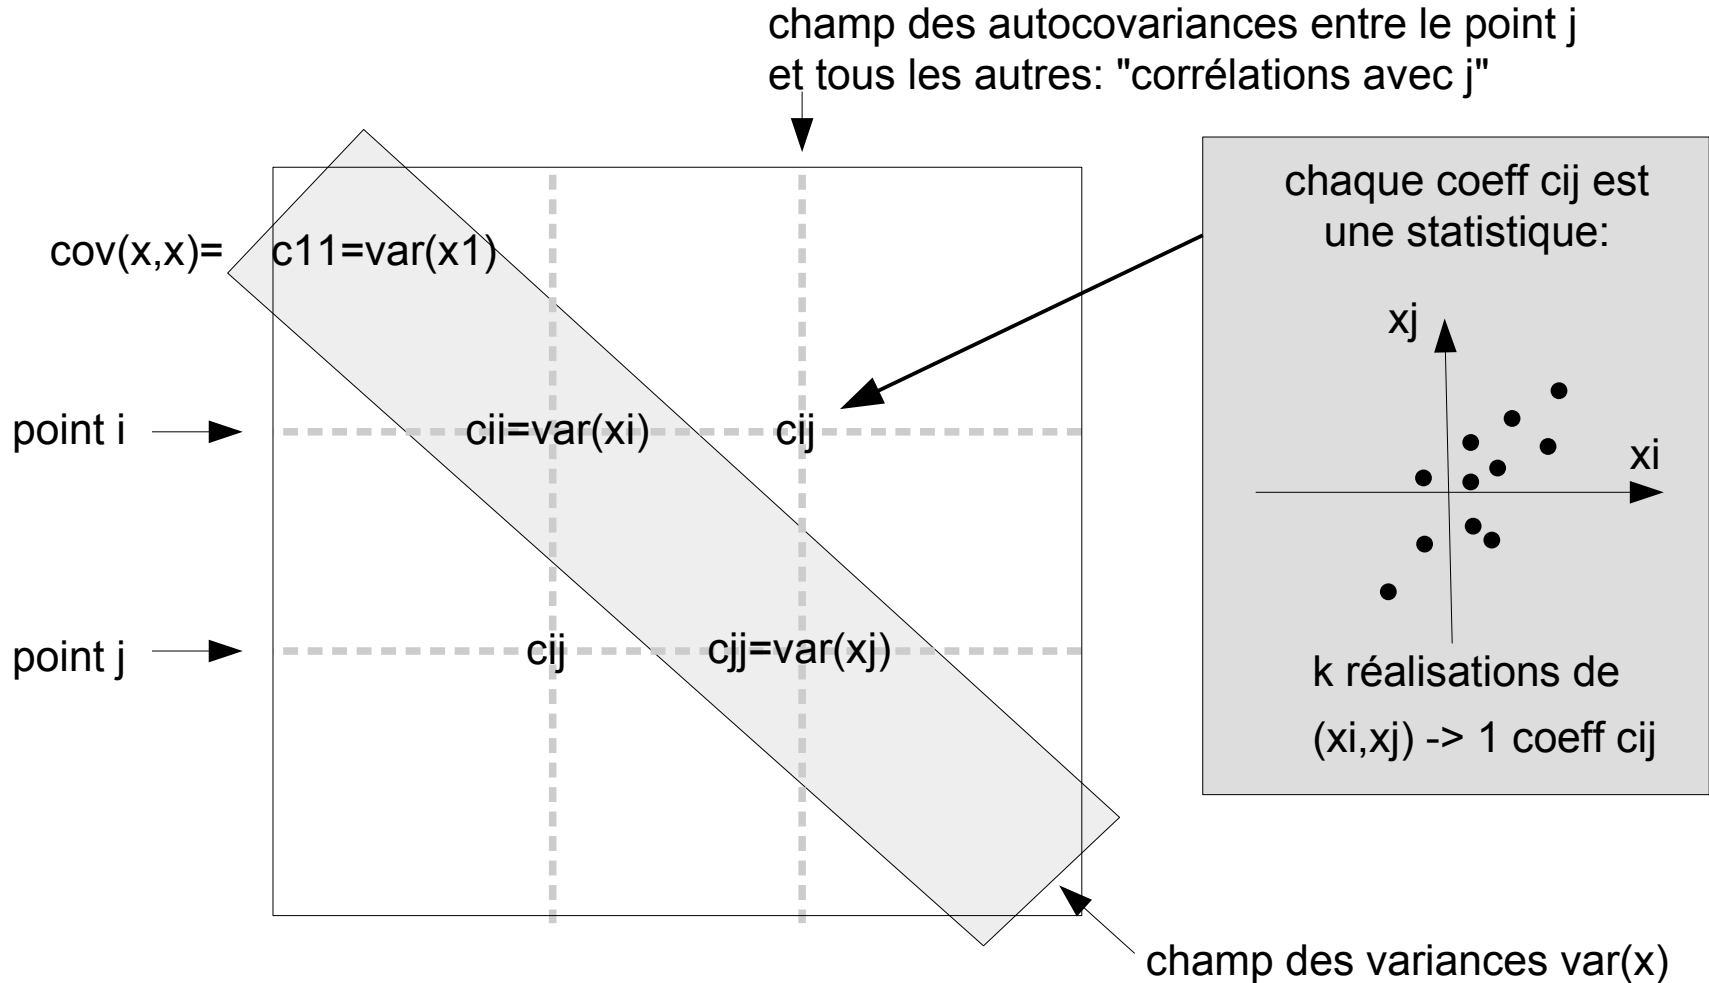 champ des autocovariances entre le point j
et tous les autres: "corrélations avec j"
chaque coeff cij est
une statistique:
cov(x,x)=
c11=var(x1)
xj
point i
cii=var(xi)
cij
xi
point j
cij
cjj=var(xj)
k réalisations de
(xi,xj) -> 1 coeff cij
champ des variances var(x)